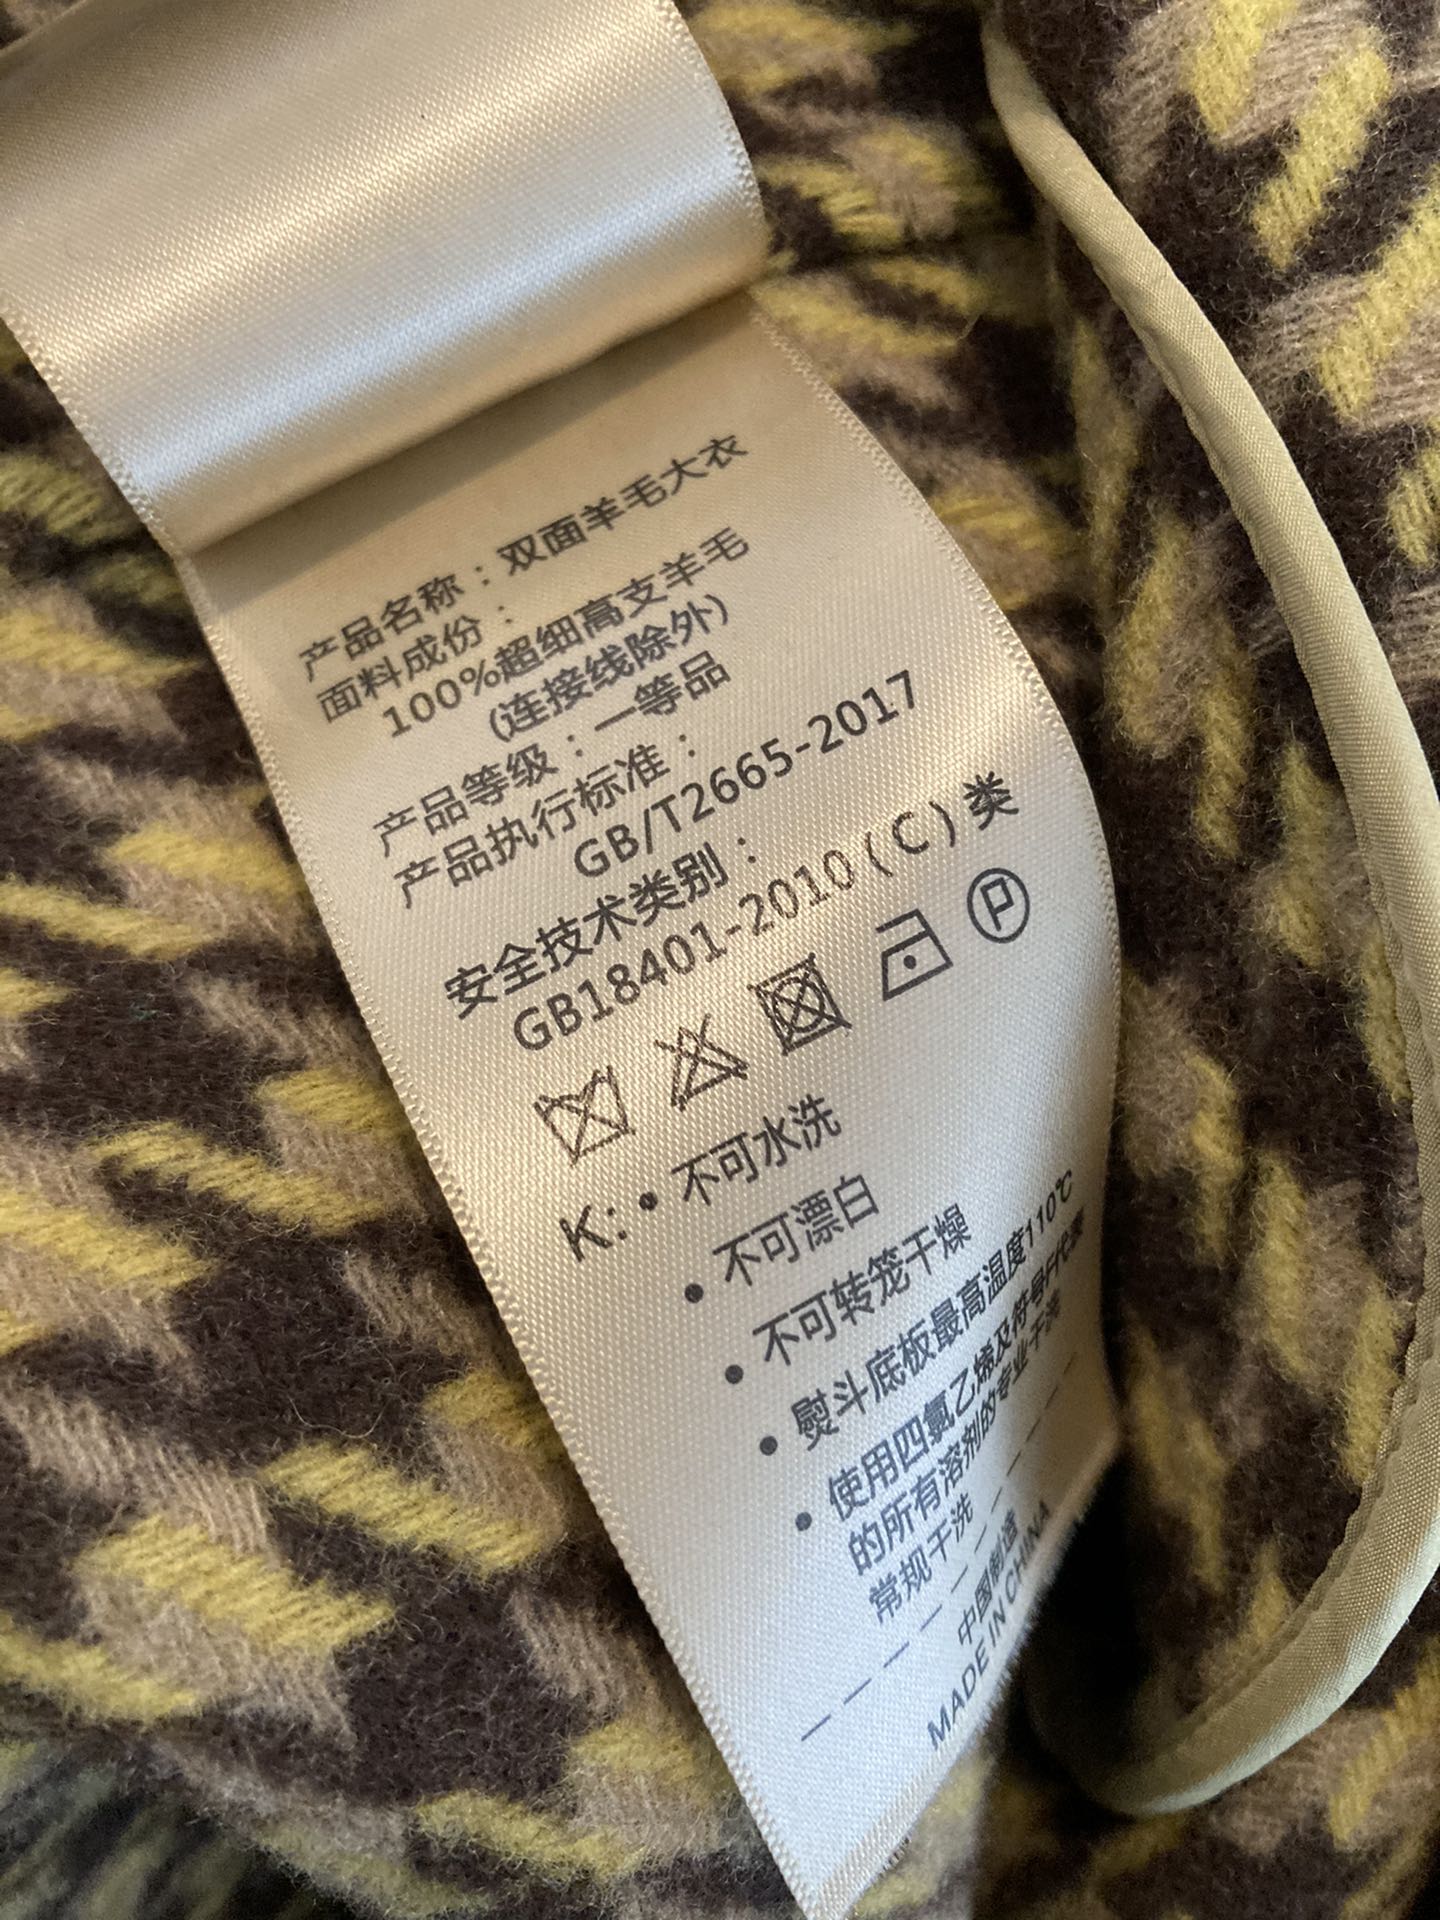 产品名称：双面羊毛大衣
面料成份：
100%超细高支羊毛
(连接线除外)
产品等级：一等品
产品执行标准：
GB/T2665-2017
安全技术类别：
GB18401-2010(C)类
P
K: • 不可水洗
• 不可漂白
• 不可转笼干燥
• 熨斗底板最高温度110℃
• 使用四氯乙烯及符号F代表
的所有溶剂的专业干洗
常规干洗
中国制造
MADE IN CHINA